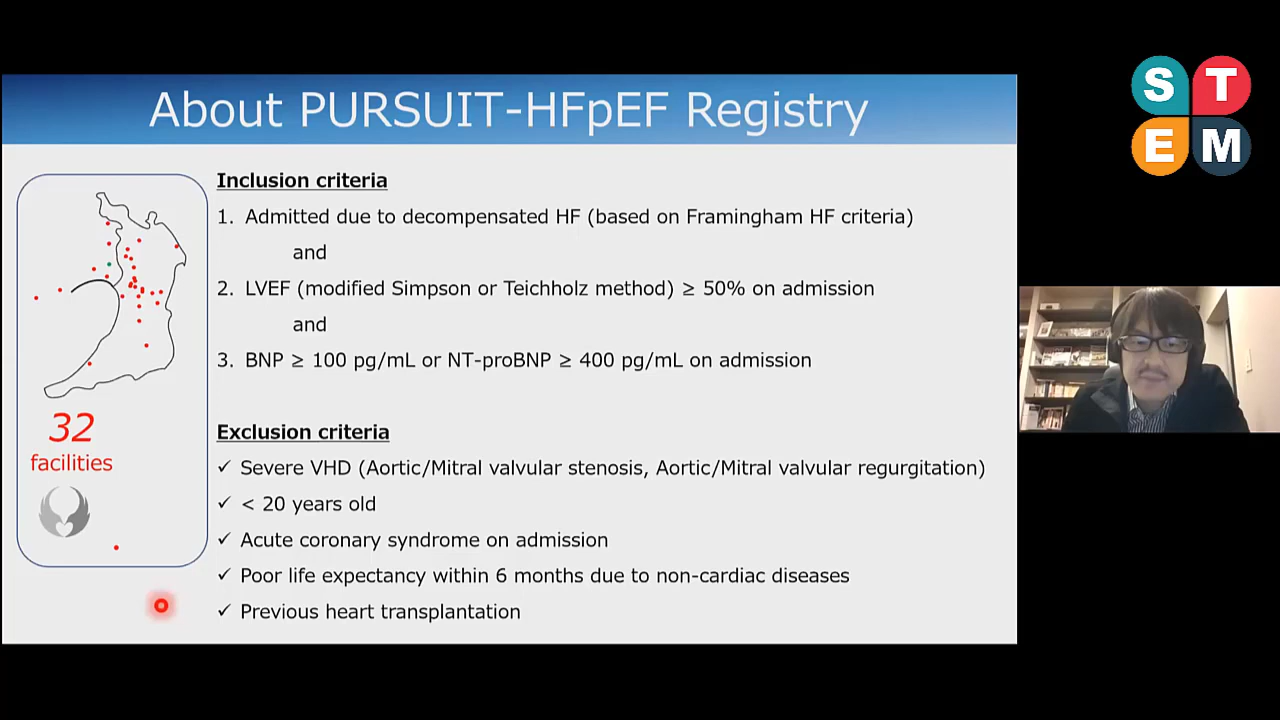 About PURSUIT-HFpEF Registry
S T
E M
Inclusion criteria
1. Admitted due to decompensated HF (based on Framingham HF criteria)
and
2. LVEF (modified Simpson or Teichholz method) ≥ 50% on admission
and
3. BNP ≥ 100 pg/mL or NT-proBNP ≥ 400 pg/mL on admission
32
facilities
Exclusion criteria
✓ Severe VHD (Aortic/Mitral valvular stenosis, Aortic/Mitral valvular regurgitation)
✓ < 20 years old
✓ Acute coronary syndrome on admission
✓ Poor life expectancy within 6 months due to non-cardiac diseases
✓ Previous heart transplantation